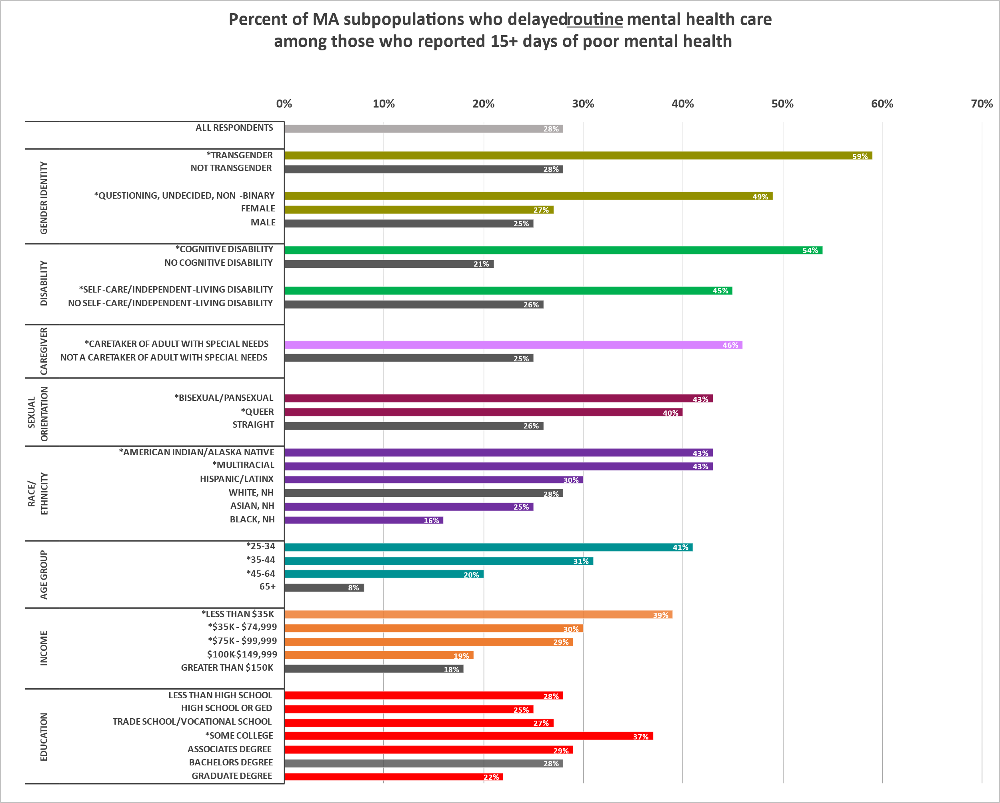 Percent of MA subpopulations who delayed routine mental health care
among those who reported 15+ days of poor mental health
0% 10% 20% 30% 40% 50% 60% 70%
ALL RESPONDENTS 28%
GENDER IDENTITY
*TRANSGENDER 59%
NOT TRANSGENDER 28%
*QUESTIONING, UNDECIDED, NON -BINARY 49%
FEMALE 27%
MALE 25%
DISABILITY
*COGNITIVE DISABILITY 54%
NO COGNITIVE DISABILITY 21%
*SELF-CARE/INDEPENDENT-LIVING DISABILITY 45%
NO SELF-CARE/INDEPENDENT-LIVING DISABILITY 26%
CAREGIVER
*CARETAKER OF ADULT WITH SPECIAL NEEDS 46%
NOT A CARETAKER OF ADULT WITH SPECIAL NEEDS 25%
SEXUAL
ORIENTATION
*BISEXUAL/PANSEXUAL 43%
*QUEER 40%
STRAIGHT 26%
RACE/
ETHNICITY
*AMERICAN INDIAN/ALASKA NATIVE 43%
*MULTIRACIAL 43%
HISPANIC/LATINX 30%
WHITE, NH 28%
ASIAN, NH 25%
BLACK, NH 16%
AGE GROUP
*25-34 41%
*35-44 31%
*45-64 20%
65+ 8%
INCOME
*LESS THAN $35K 39%
*$35K - $74,999 30%
*$75K - $99,999 29%
$100K-$149,999 19%
GREATER THAN $150K 18%
EDUCATION
LESS THAN HIGH SCHOOL 28%
HIGH SCHOOL OR GED 25%
TRADE SCHOOL/VOCATIONAL SCHOOL 27%
*SOME COLLEGE 37%
ASSOCIATES DEGREE 29%
BACHELORS DEGREE 28%
GRADUATE DEGREE 22%